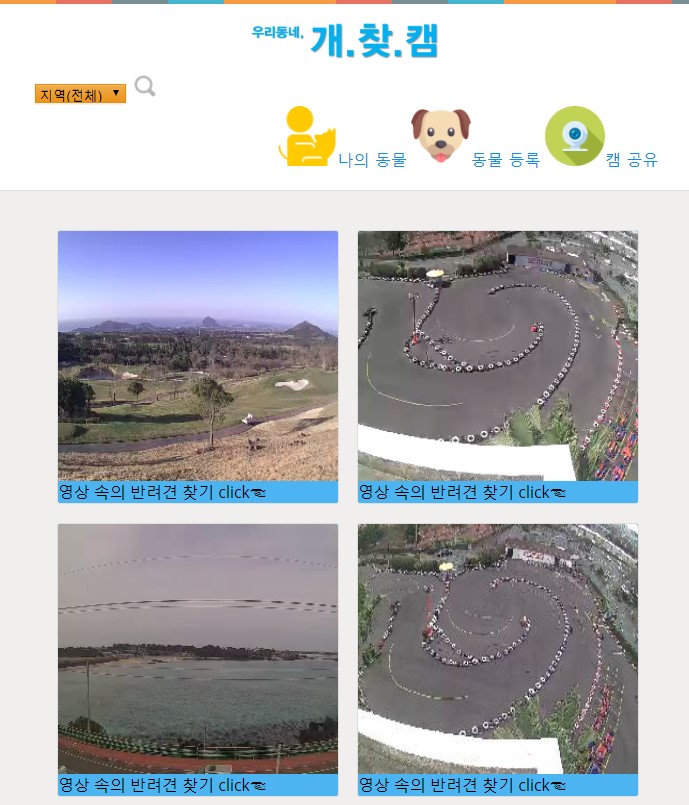 우리동네, 개.찾.캠
지역(전체) ▼
나의 동물 동물 등록 캠 공유
영상 속의 반려견 찾기 click☜
영상 속의 반려견 찾기 click☜
영상 속의 반려견 찾기 click☜
영상 속의 반려견 찾기 click☜